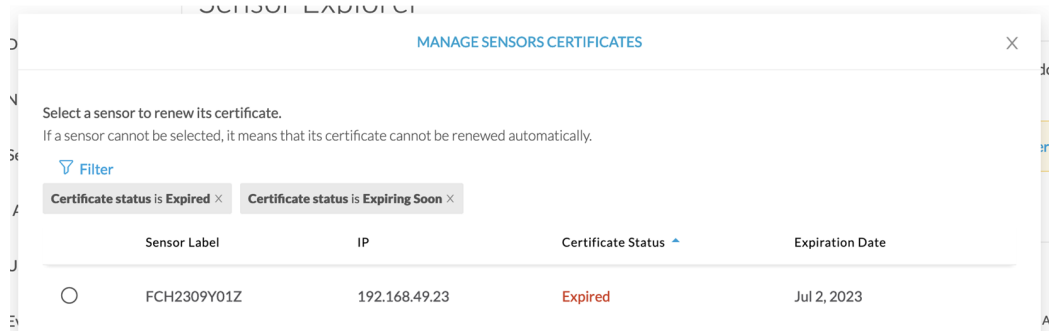 Sensor Explorer
MANAGE SENSORS CERTIFICATES
Select a sensor to renew its certificate.
If a sensor cannot be selected, it means that its certificate cannot be renewed automatically.
Filter
Certificate status is Expired × Certificate status is Expiring Soon ×
Sensor Label IP Certificate Status Expiration Date
FCH2309Y01Z 192.168.49.23 Expired Jul 2, 2023